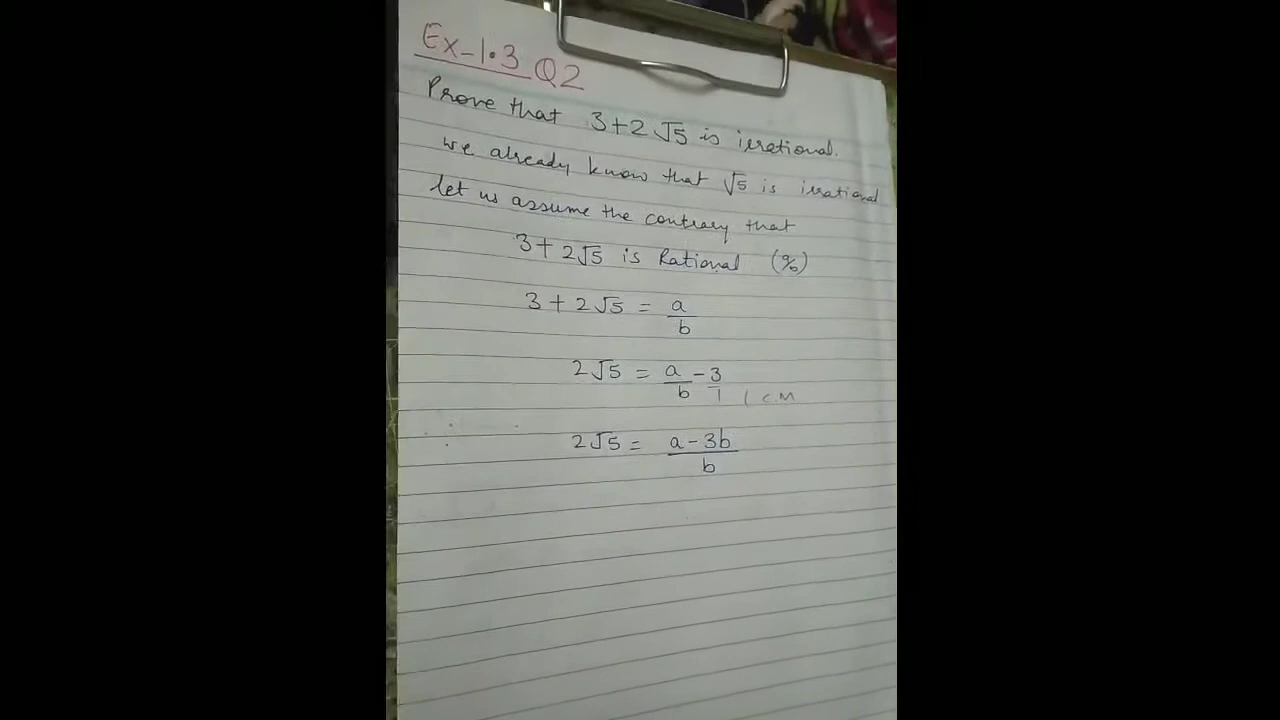 Ex-1.3 Q2
Prove that 3+2√5 is irrational.
we already know that √5 is irrational
let us assume the contrary that
3+2√5 is Rational (a/b)
3+2√5 = a/b
2√5 = a/b - 3/1 LCM
2√5 = a-3b/b